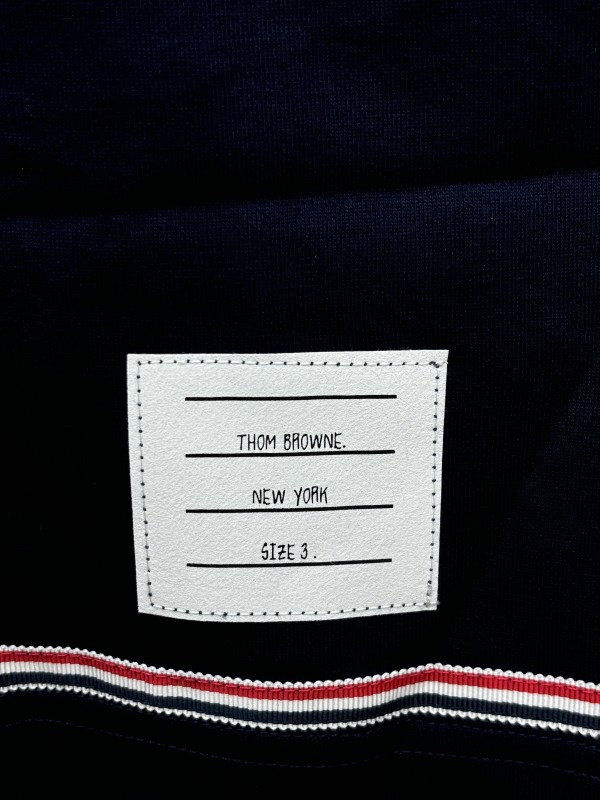 THOM BROWNE.
NEW YORK
SIZE 3 .